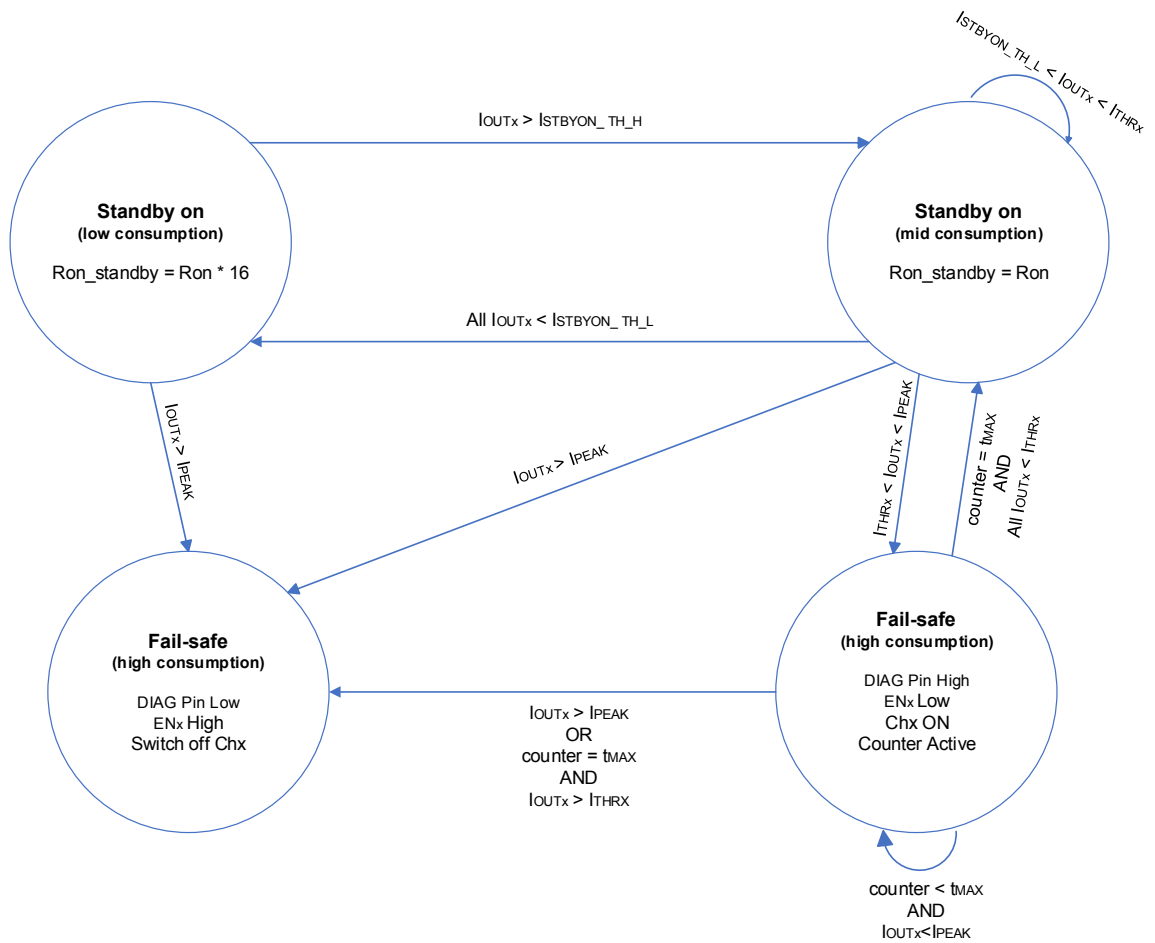 ISTBYON_TH_L < IOUTx < ITHRx
IOUTx > ISTBYON_ TH_H
Standby on
(low consumption)
Ron_standby = Ron * 16
Standby on
(mid consumption)
Ron_standby = Ron
All IOUTx < ISTBYON_ TH_L
IOUTx > IPEAK
IOUTx > IPEAK
ITHRx < IOUTx < IPEAK
counter = tMAX
AND
All IOUTx < ITHRx
Fail-safe
(high consumption)
DIAG Pin Low
ENx High
Switch off Chx
Fail-safe
(high consumption)
DIAG Pin High
ENx Low
Chx ON
Counter Active
IOUTx > IPEAK
OR
counter = tMAX
AND
IOUTx > ITHRX
counter < tMAX
AND
IOUTx<IPEAK